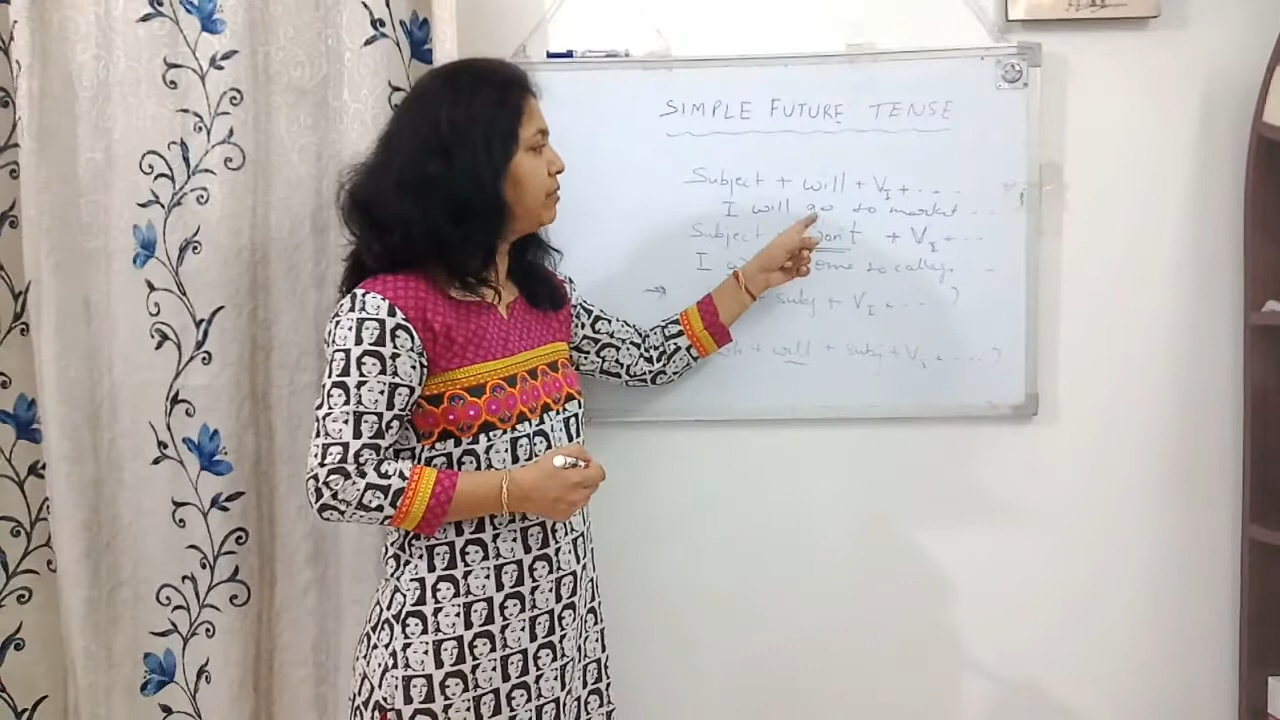 SIMPLE FUTURE TENSE
Subject + will + V1 + ....
I will go to market ...
Subject won't + V1 + ...
I come to college -
→ + subj + V1 + ... ?
wh + will + subj + V1 + .... ?